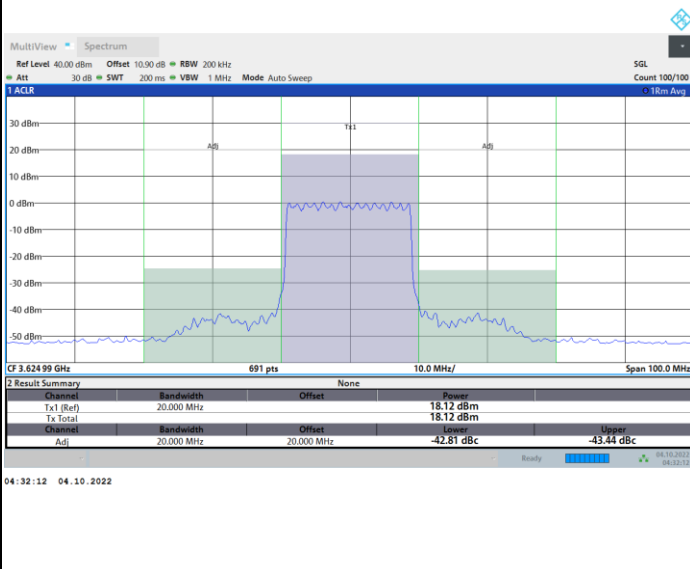 MultiView Spectrum
Ref Level 40.00 dBm Offset 10.90 dB RBW 200 kHz SGL
Att 30 dB SWT 200 ms VBW 1 MHz Mode Auto Sweep Count 100/100
1 ACLR 1Rm Avg
Tx1
30 dBm
Adj Adj
20 dBm
10 dBm
0 dBm
-10 dBm
-20 dBm
-30 dBm
-40 dBm
-50 dBm
CF 3.624 99 GHz 691 pts 10.0 MHz/ Span 100.0 MHz
2 Result Summary None
Channel Bandwidth Offset Power
Tx1 (Ref) 20.000 MHz 18.12 dBm
Tx Total 18.12 dBm
Channel Bandwidth Offset Lower Upper
Adj 20.000 MHz 20.000 MHz -42.81 dBc -43.44 dBc
Ready 04.10.2022
04:32:12
04:32:12 04.10.2022